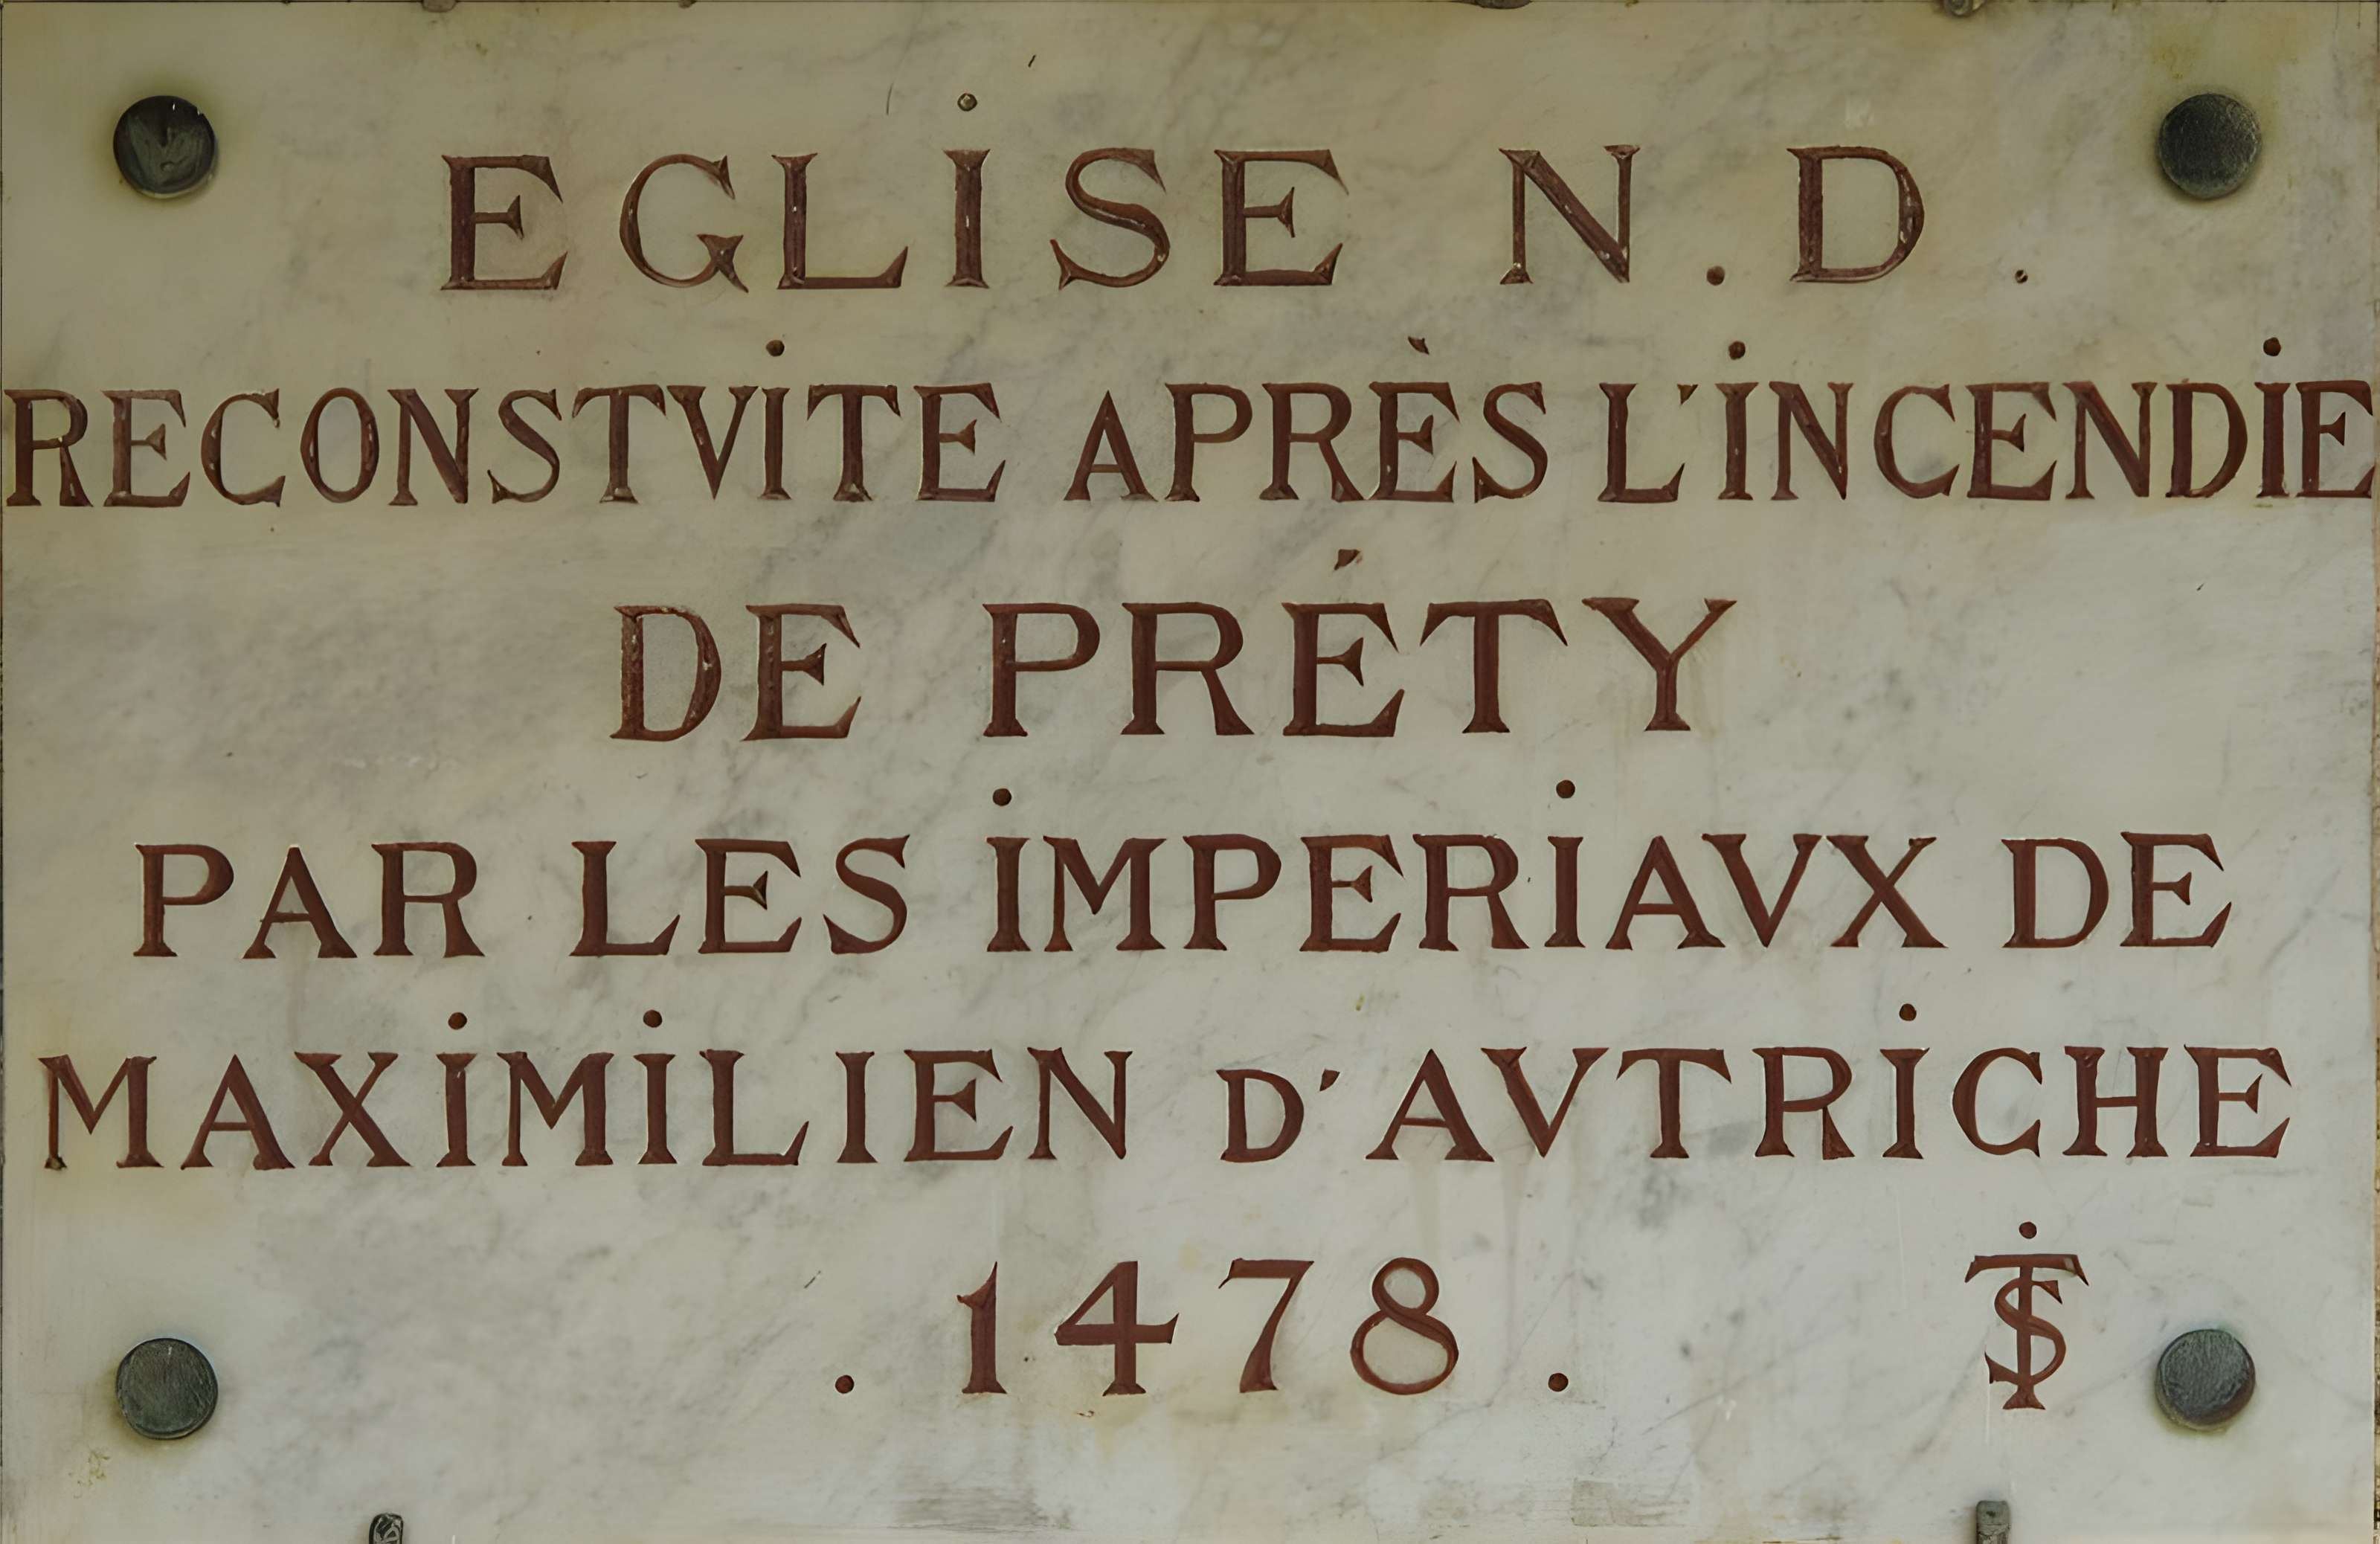 EGLISE N.D.
RECONSTVITE APRÈS L'INCENDIE
DE PRÉTY
PAR LES IMPERIAVX DE
MAXIMILIEN D'AVTRICHE
.1478.